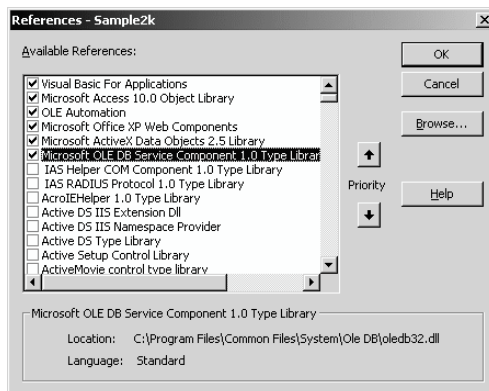 References - Sample2k
Available References:
OK
Cancel
Browse...
Visual Basic For Applications
Microsoft Access 10.0 Object Library
OLE Automation
Microsoft Office XP Web Components
Microsoft ActiveX Data Objects 2.5 Library
Microsoft OLE DB Service Component 1.0 Type Librar
IAS Helper COM Component 1.0 Type Library
IAS RADIUS Protocol 1.0 Type Library
AcroIEHelper 1.0 Type Library
Active DS IIS Extension Dll
Active DS IIS Namespace Provider
Active DS Type Library
Active Setup Control Library
ActiveMovie control type library
Priority
Help
Microsoft OLE DB Service Component 1.0 Type Library
Location: C:\Program Files\Common Files\System\Ole DB\oledb32.dll
Language: Standard